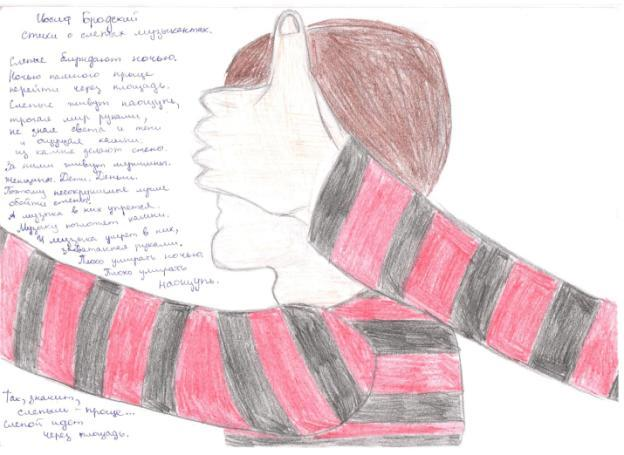 Иосиф Бродский
Стихи о слепых музыкантах.
Слепые блуждают ночью.
Ночью намного проще
перейти через площадь.
Слепые живут наощупь,
трогая мир руками,
не зная света и тени
и ощущая камни:
из камня делают стены.
За ними живут мужчины.
Женщины. Дети. Деньги.
Поэтому несокрушимые лучше
обойти стены.
А музыка в них упрется.
Музыку поглотят камни.
И музыка умрет в них,
захватанная руками.
Плохо умирать ночью.
Плохо умирать
наощупь.
Так, значит,
слепым - проще...
Слепой идет
через площадь.